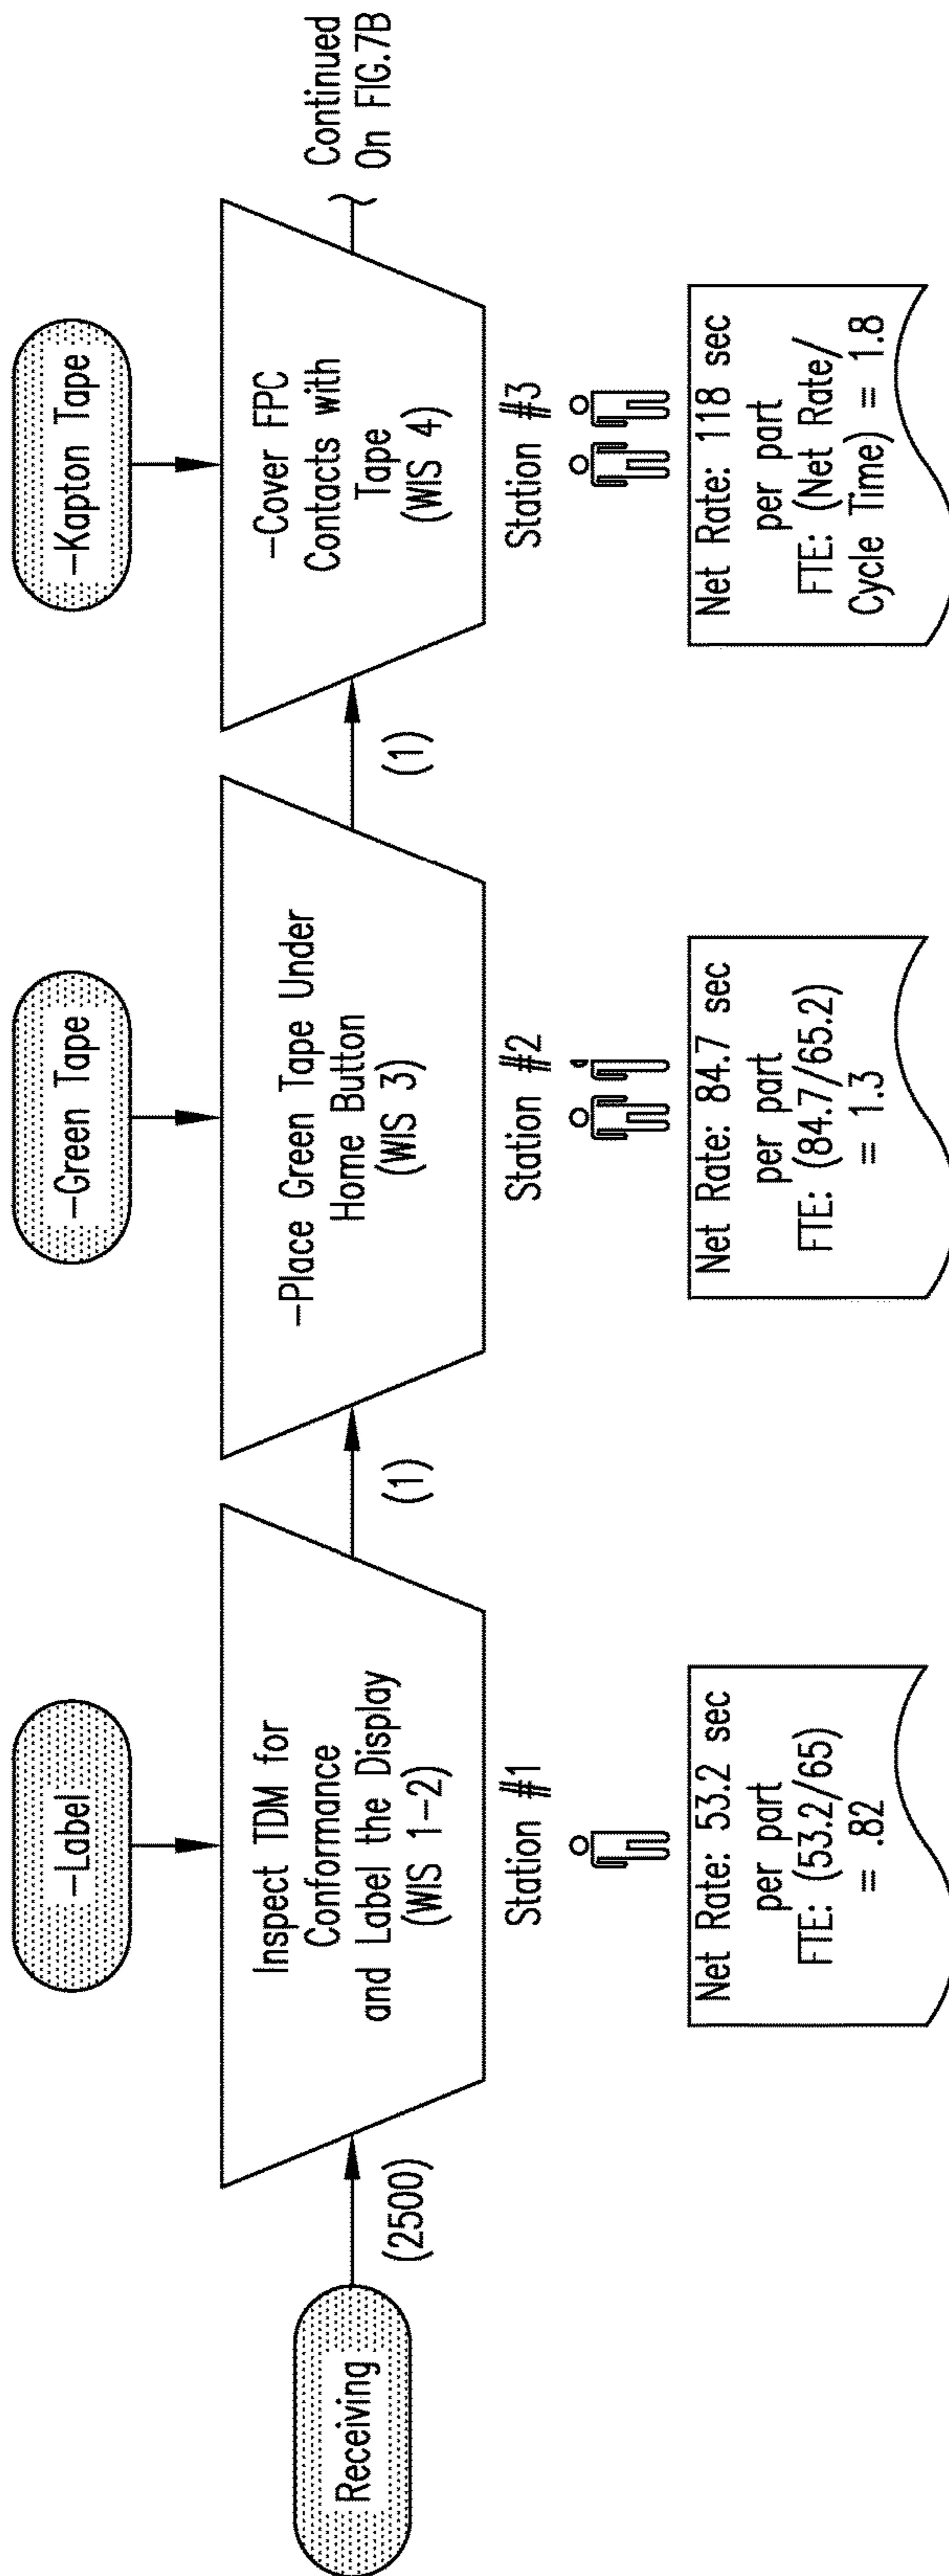 Receiving
(2500)
-Label
Inspect TDM for
Conformance
and Label the Display
(WIS 1-2)
Station #1
Net Rate: 53.2 sec
per part
FTE: (53.2/65)
= .82
(1)
-Green Tape
-Place Green Tape Under
Home Button
(WIS 3)
Station #2
Net Rate: 84.7 sec
per part
FTE: (84.7/65.2)
= 1.3
(1)
-Kapton Tape
-Cover FPC
Contacts with
Tape
(WIS 4)
Station #3
Net Rate: 118 sec
per part
FTE: (Net Rate/
Cycle Time) = 1.8
Continued
On FIG.7B